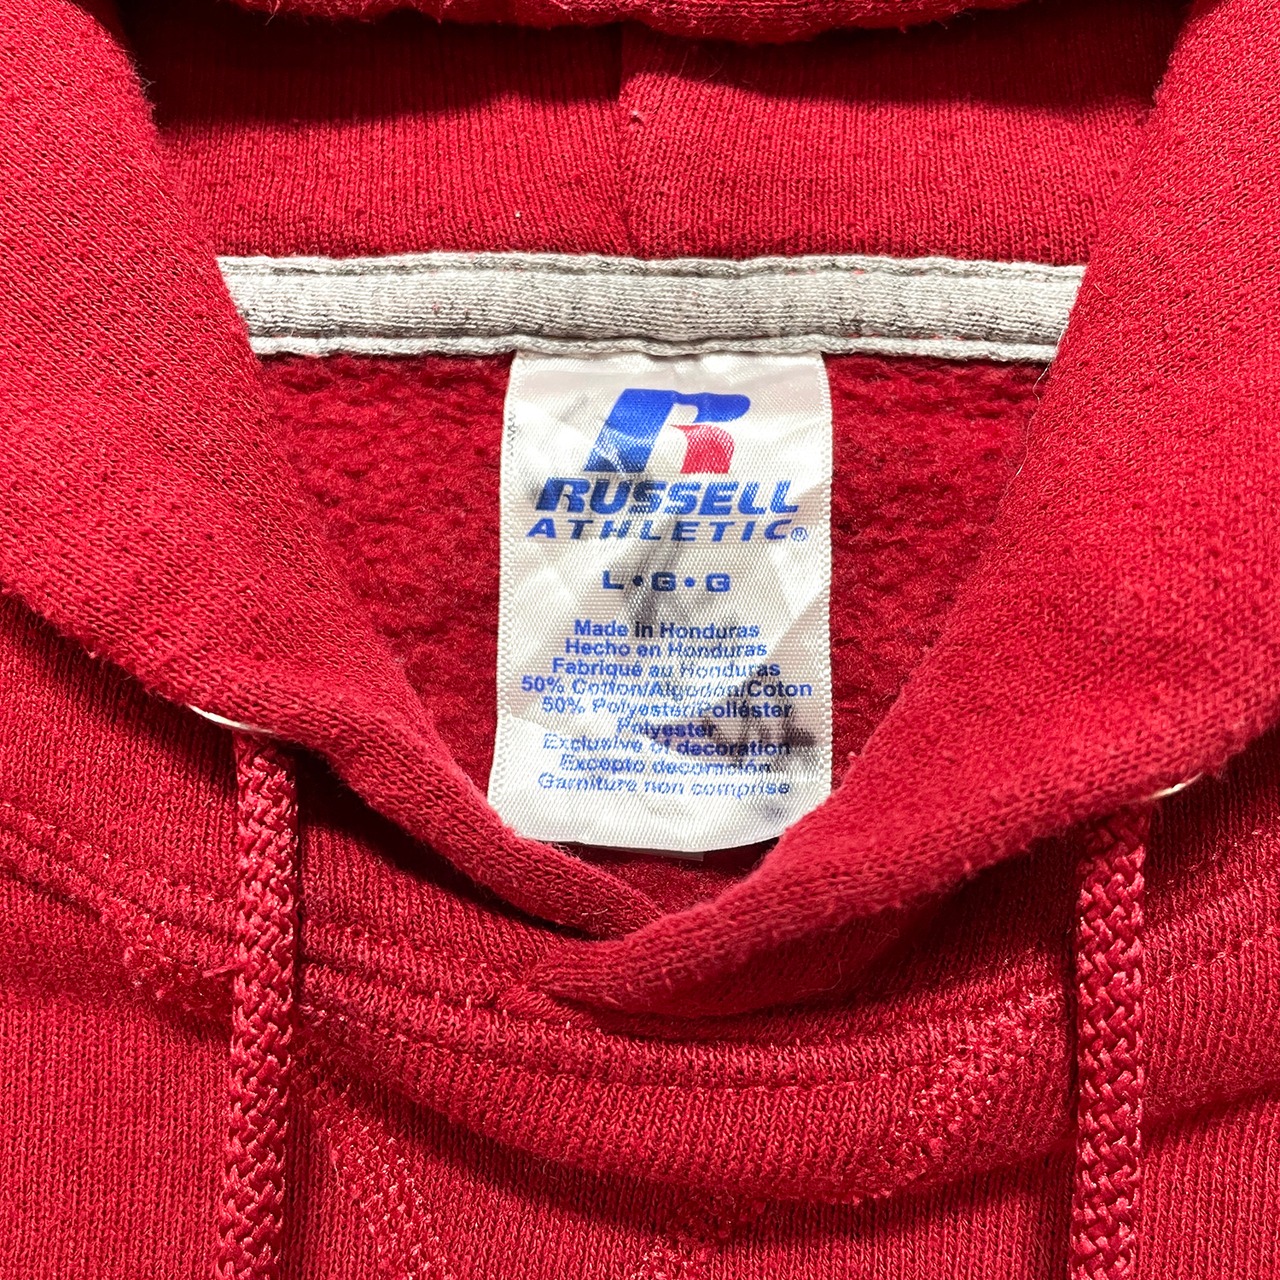 R
RUSSELL
ATHLETIC®
L•G•G
Made in Honduras
Hecho en Honduras
Fabriqué au Honduras
50% Cotton/Algodon/Coton
50% Polyester/Poliéster
Polyester
Exclusive of decoration
Excepto decoración
Garniture non comprise